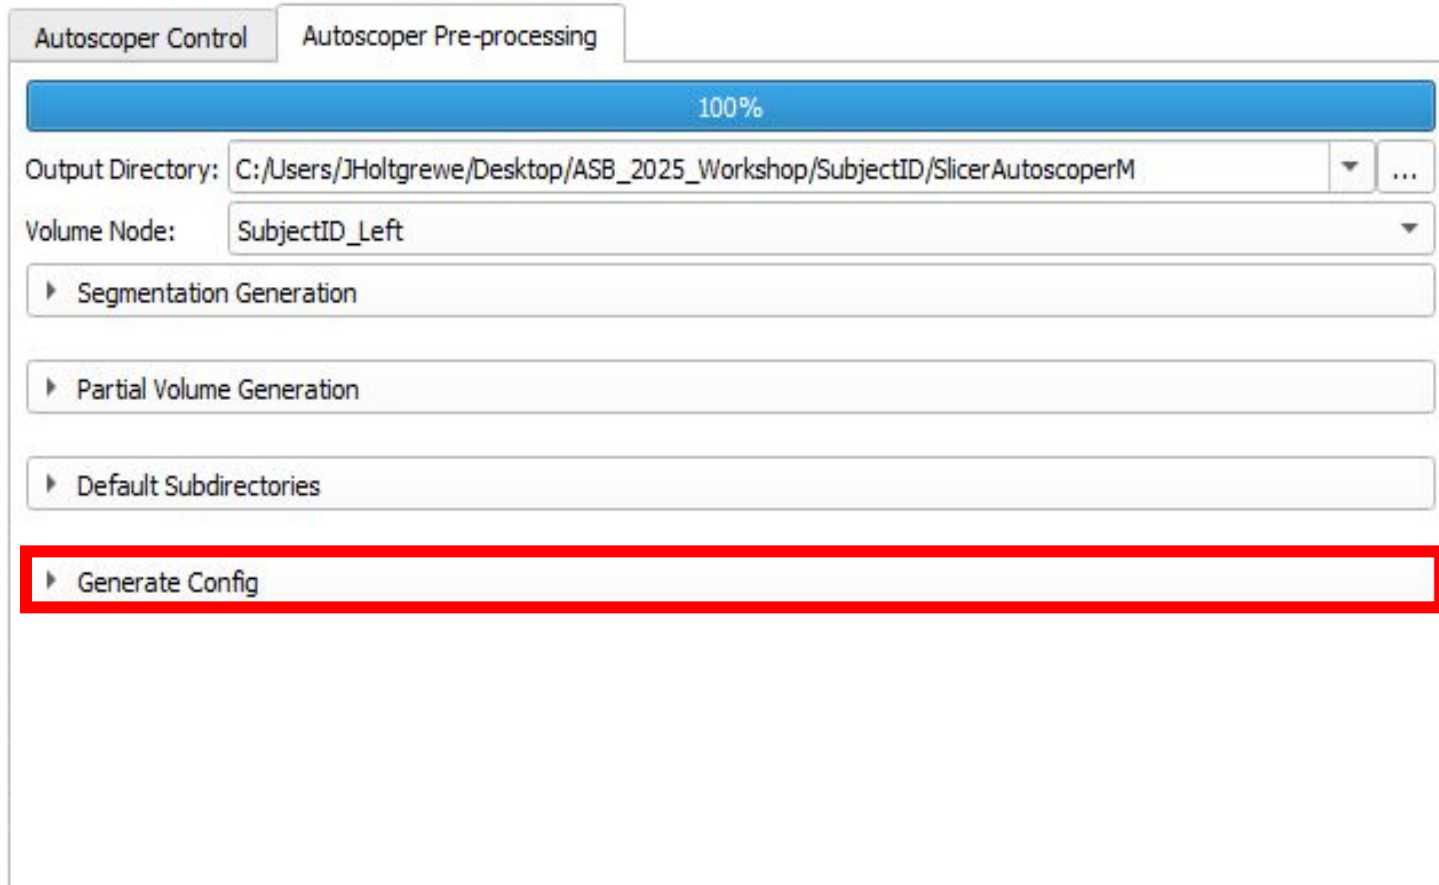 Autoscoper Control Autoscoper Pre-processing
100%
Output Directory: C:/Users/JHoltgrewe/Desktop/ASB_2025_Workshop/SubjectID/SlicerAutoscoperM ...
Volume Node: SubjectID_Left
Segmentation Generation
Partial Volume Generation
Default Subdirectories
Generate Config